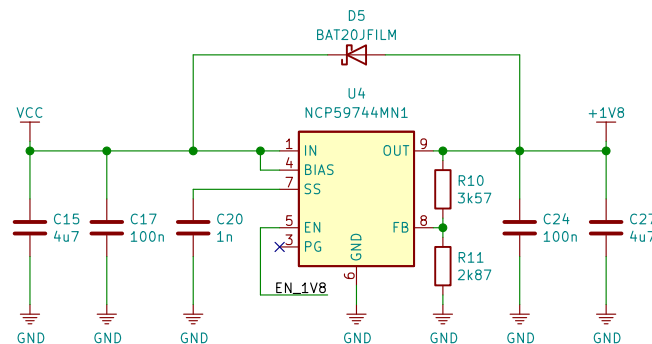 D5
BAT20JFILM
U4
NCP59744MN1
VCC
+1V8
1
IN
OUT
9
4
BIAS
7
SS
R10
3k57
5
EN
FB
8
3
PG
GND
6
C15
4u7
C17
100n
C20
1n
C24
100n
C27
4u7
R11
2k87
EN_1V8
GND
GND
GND
GND
GND
GND
GND